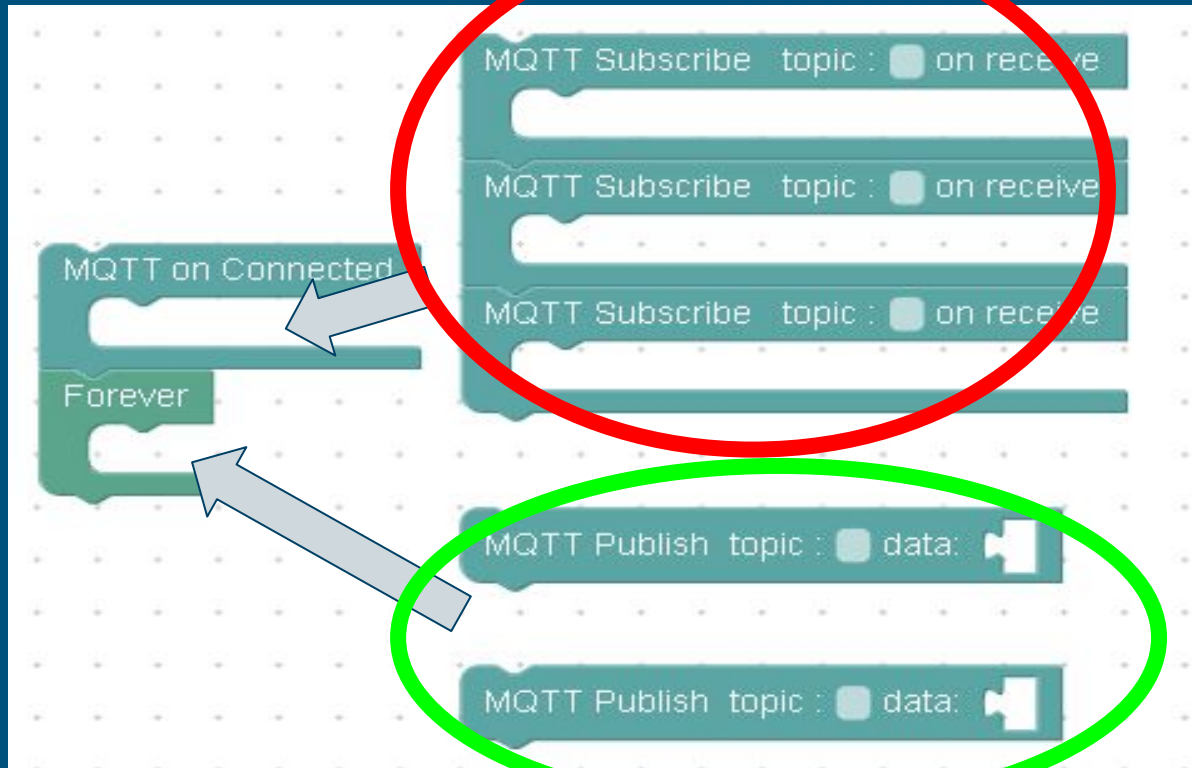 MQTT Subscribe topic : on receive
MQTT Subscribe topic : on receive
MQTT on Connected
MQTT Subscribe topic : on receive
Forever
MQTT Publish topic : data:
MQTT Publish topic : data: